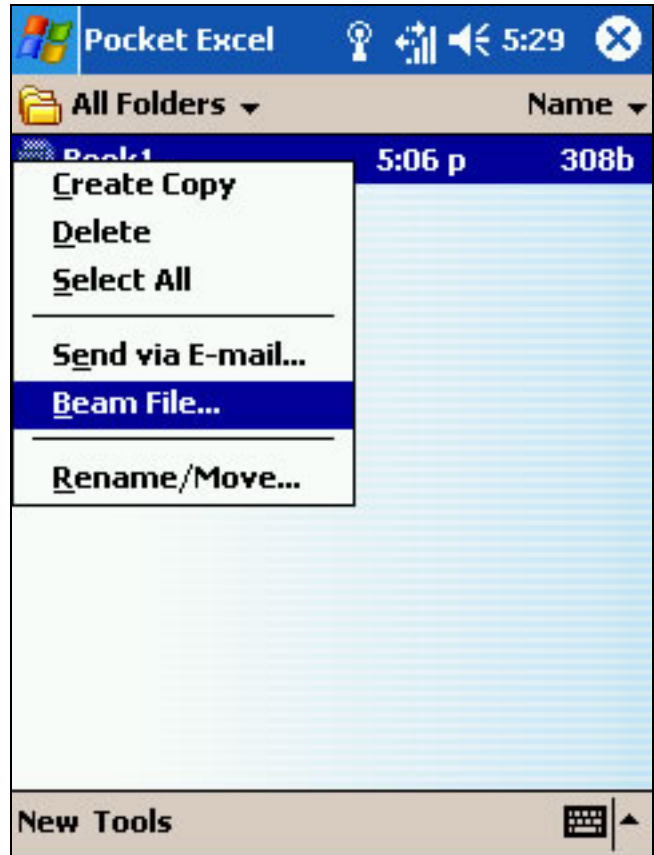 Pocket Excel 5:29
All Folders Name
Book1 5:06 p 308b
Create Copy
Delete
Select All
Send via E-mail...
Beam File...
Rename/Move...
New Tools